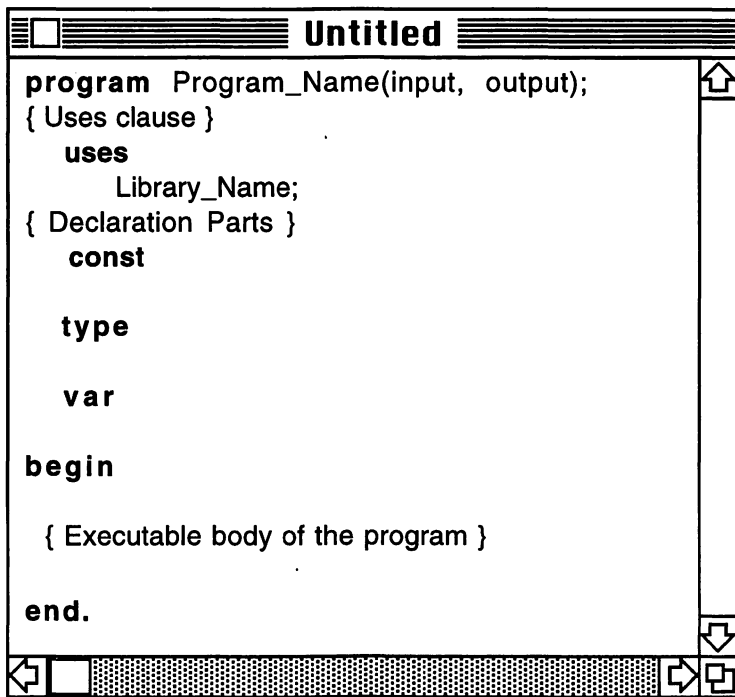 Untitled
program Program_Name(input, output);
{ Uses clause }
uses
Library_Name;
{ Declaration Parts }
const
type
var
begin
{ Executable body of the program }
end.